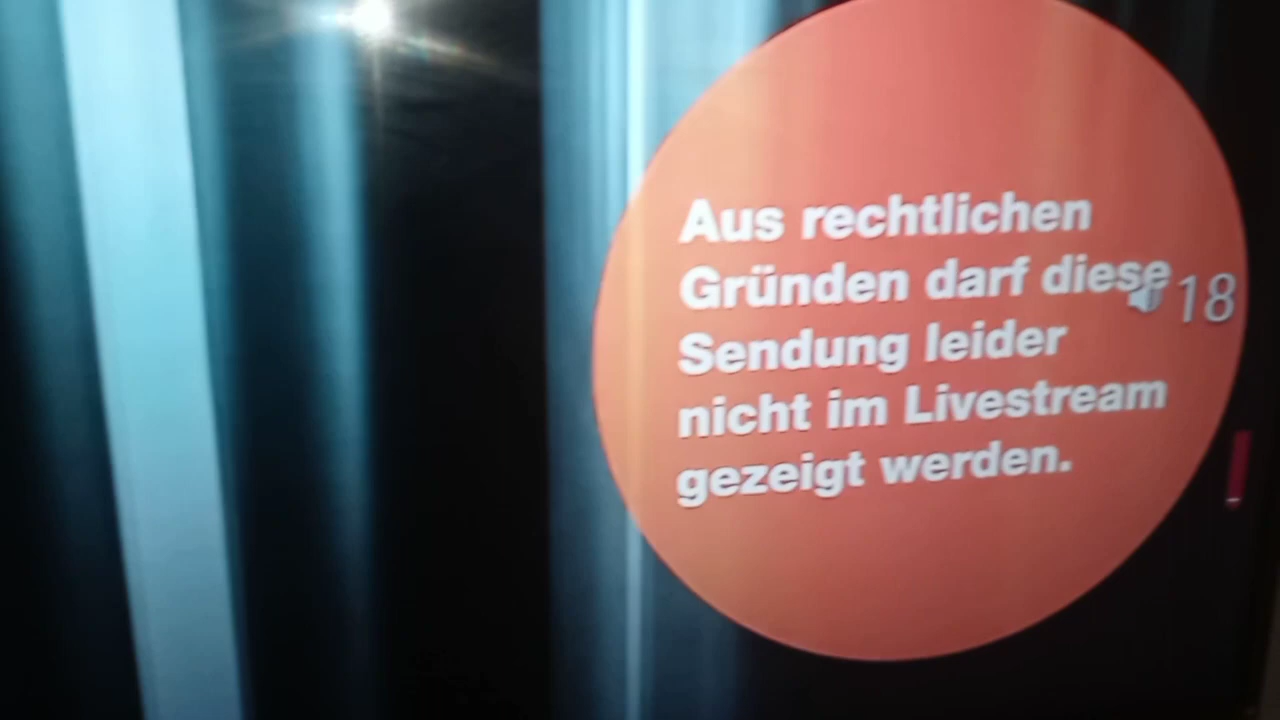 Aus rechtlichen
Gründen darf diese
Sendung leider
nicht im Livestream
gezeigt werden.
18